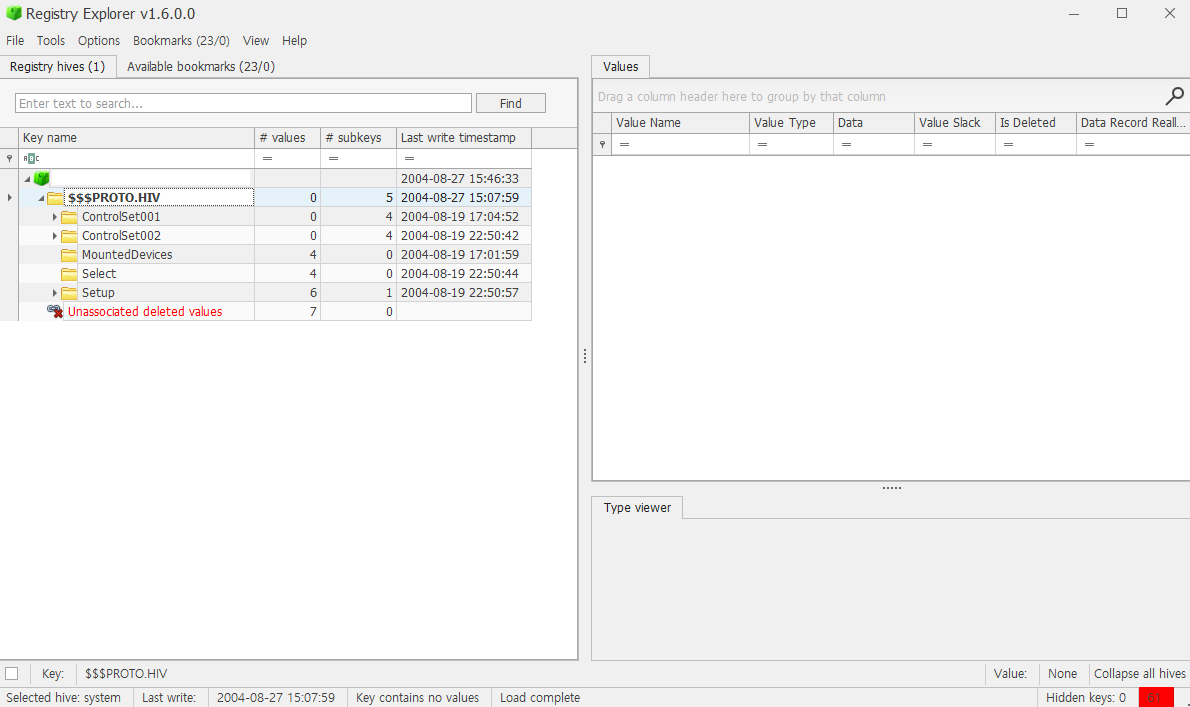 Registry Explorer v1.6.0.0
File Tools Options Bookmarks (23/0) View Help
Registry hives (1) Available bookmarks (23/0)
Enter text to search... Find
Key name # values # subkeys Last write timestamp
= = =
2004-08-27 15:46:33
$$$PROTO.HIV 0 5 2004-08-27 15:07:59
ControlSet001 0 4 2004-08-19 17:04:52
ControlSet002 0 4 2004-08-19 22:50:42
MountedDevices 4 0 2004-08-19 17:01:59
Select 4 0 2004-08-19 22:50:44
Setup 6 1 2004-08-19 22:50:57
Unassociated deleted values 7 0
Values
Drag a column header here to group by that column
Value Name Value Type Data Value Slack Is Deleted Data Record Reall...
= = = = = =
Type viewer
Key: $$$PROTO.HIV Value: None Collapse all hives
Selected hive: system Last write: 2004-08-27 15:07:59 Key contains no values Load complete Hidden keys: 0